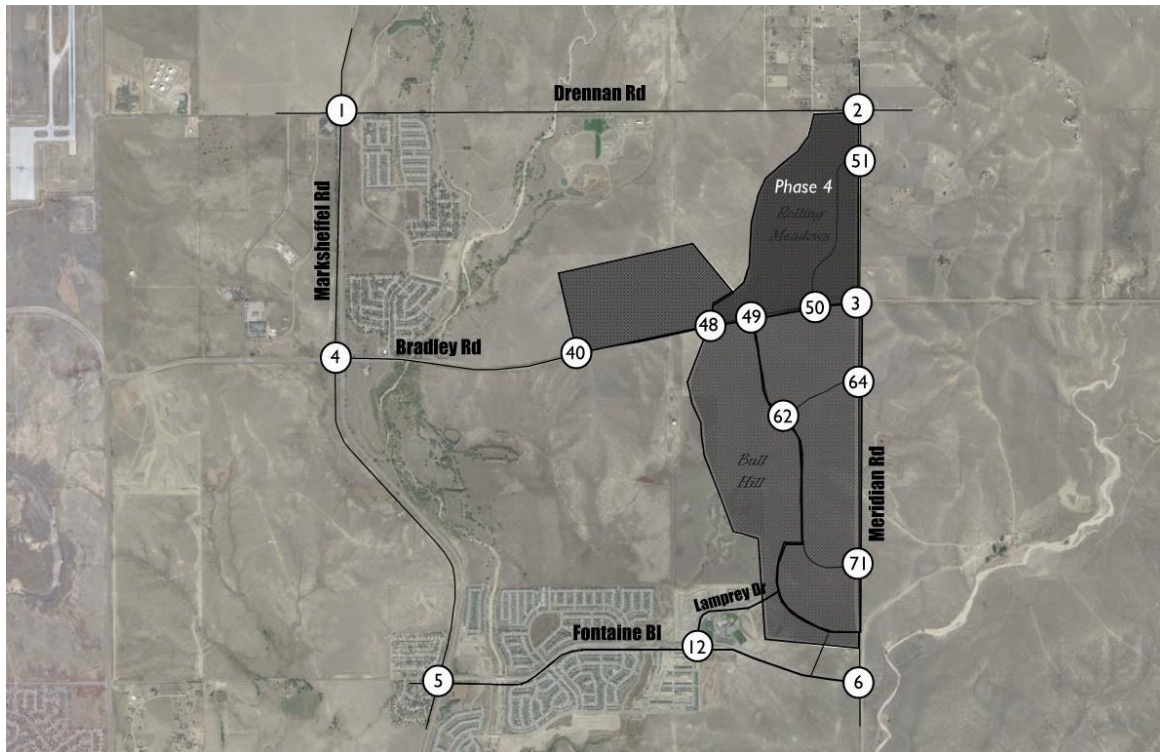 Drennan Rd
1
2
51
Phase 4
Rolling
Meadows
Marksheffel Rd
3
50
49
48
40
Bradley Rd
4
64
62
Bull
Hill
Meridian Rd
71
Lamprey Dr
Fontaine Bl
12
5
6